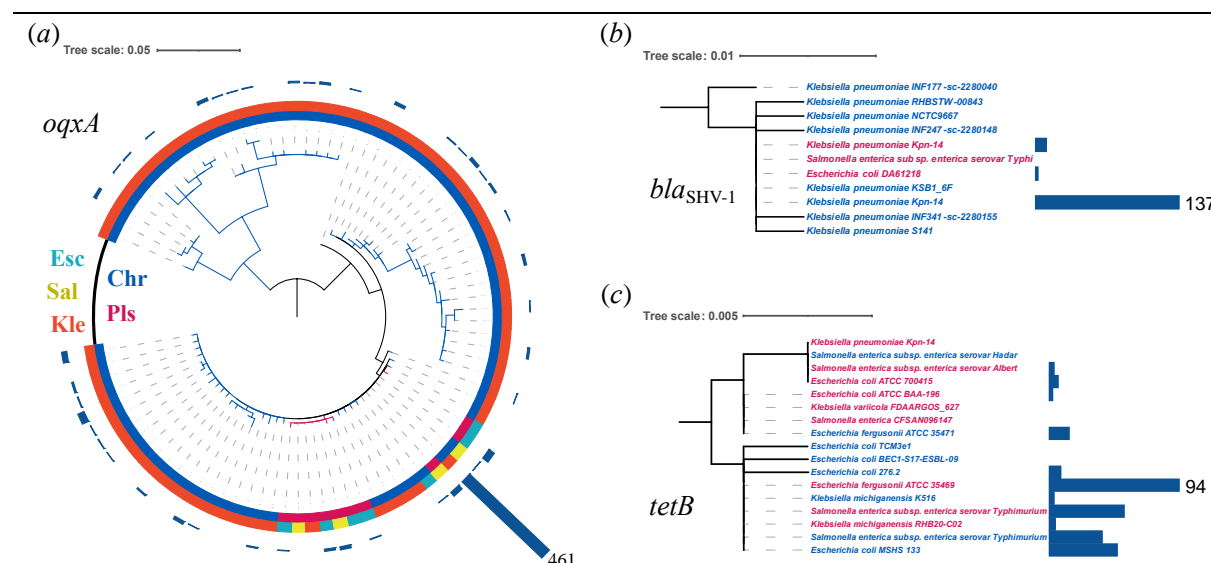 (a)
Tree scale: 0.05
oqxA
Esc
Sal
Kle
Chr
Pls
461
(b)
Tree scale: 0.01
Klebsiella pneumoniae INF177-sc-2280040
Klebsiella pneumoniae RHBSTW-00843
Klebsiella pneumoniae NCTC9667
Klebsiella pneumoniae INF247-sc-2280148
Klebsiella pneumoniae Kpn-14
Salmonella enterica subsp. enterica serovar Typhi
Escherichia coli DA61218
Klebsiella pneumoniae KSB1_6F
Klebsiella pneumoniae Kpn-14
Klebsiella pneumoniae INF341-sc-2280155
Klebsiella pneumoniae S141
blaSHV-1
137
(c)
Tree scale: 0.005
Klebsiella pneumoniae Kpn-14
Salmonella enterica subsp. enterica serovar Hadar
Salmonella enterica subsp. enterica serovar Albert
Escherichia coli ATCC 700415
Escherichia coli ATCC BAA-196
Klebsiella variicola FDAARGOS_627
Salmonella enterica CFSAN096147
Escherichia fergusonii ATCC 35471
Escherichia coli TCM3e1
Escherichia coli BEC1-S17-ESBL-09
Escherichia coli 276.2
Escherichia fergusonii ATCC 35469
Klebsiella michiganensis K516
Salmonella enterica subsp. enterica serovar Typhimurium
Klebsiella michiganensis RHB20-C02
Salmonella enterica subsp. enterica serovar Typhimurium
Escherichia coli MSHS 133
tetB
94